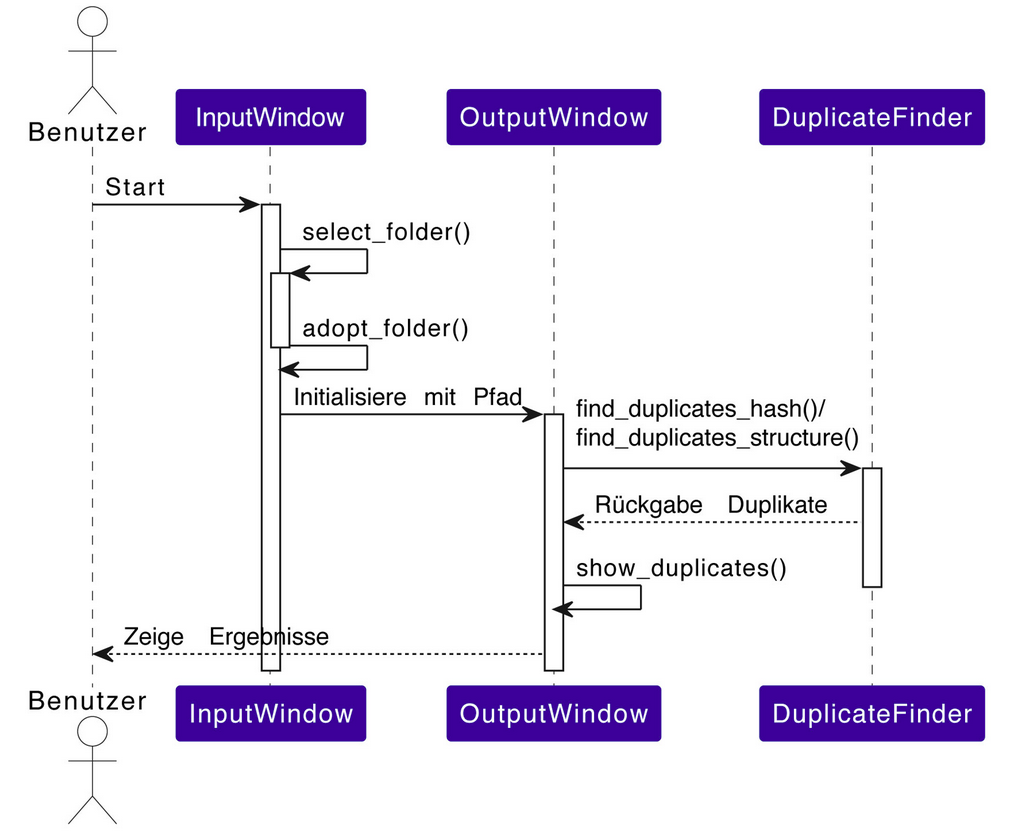 Benutzer
InputWindow
OutputWindow
DuplicateFinder
Start
select_folder()
adopt_folder()
Initialisiere mit Pfad
find_duplicates_hash()/
find_duplicates_structure()
Rückgabe Duplikate
show_duplicates()
Zeige Ergebnisse
Benutzer
InputWindow
OutputWindow
DuplicateFinder